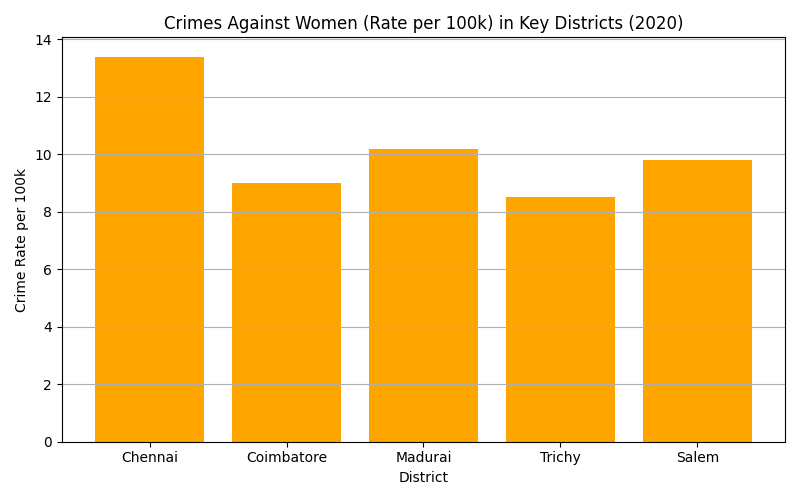 Crimes Against Women (Rate per 100k) in Key Districts (2020)
Crime Rate per 100k
14
12
10
8
6
4
2
0
Chennai Coimbatore Madurai Trichy Salem
District